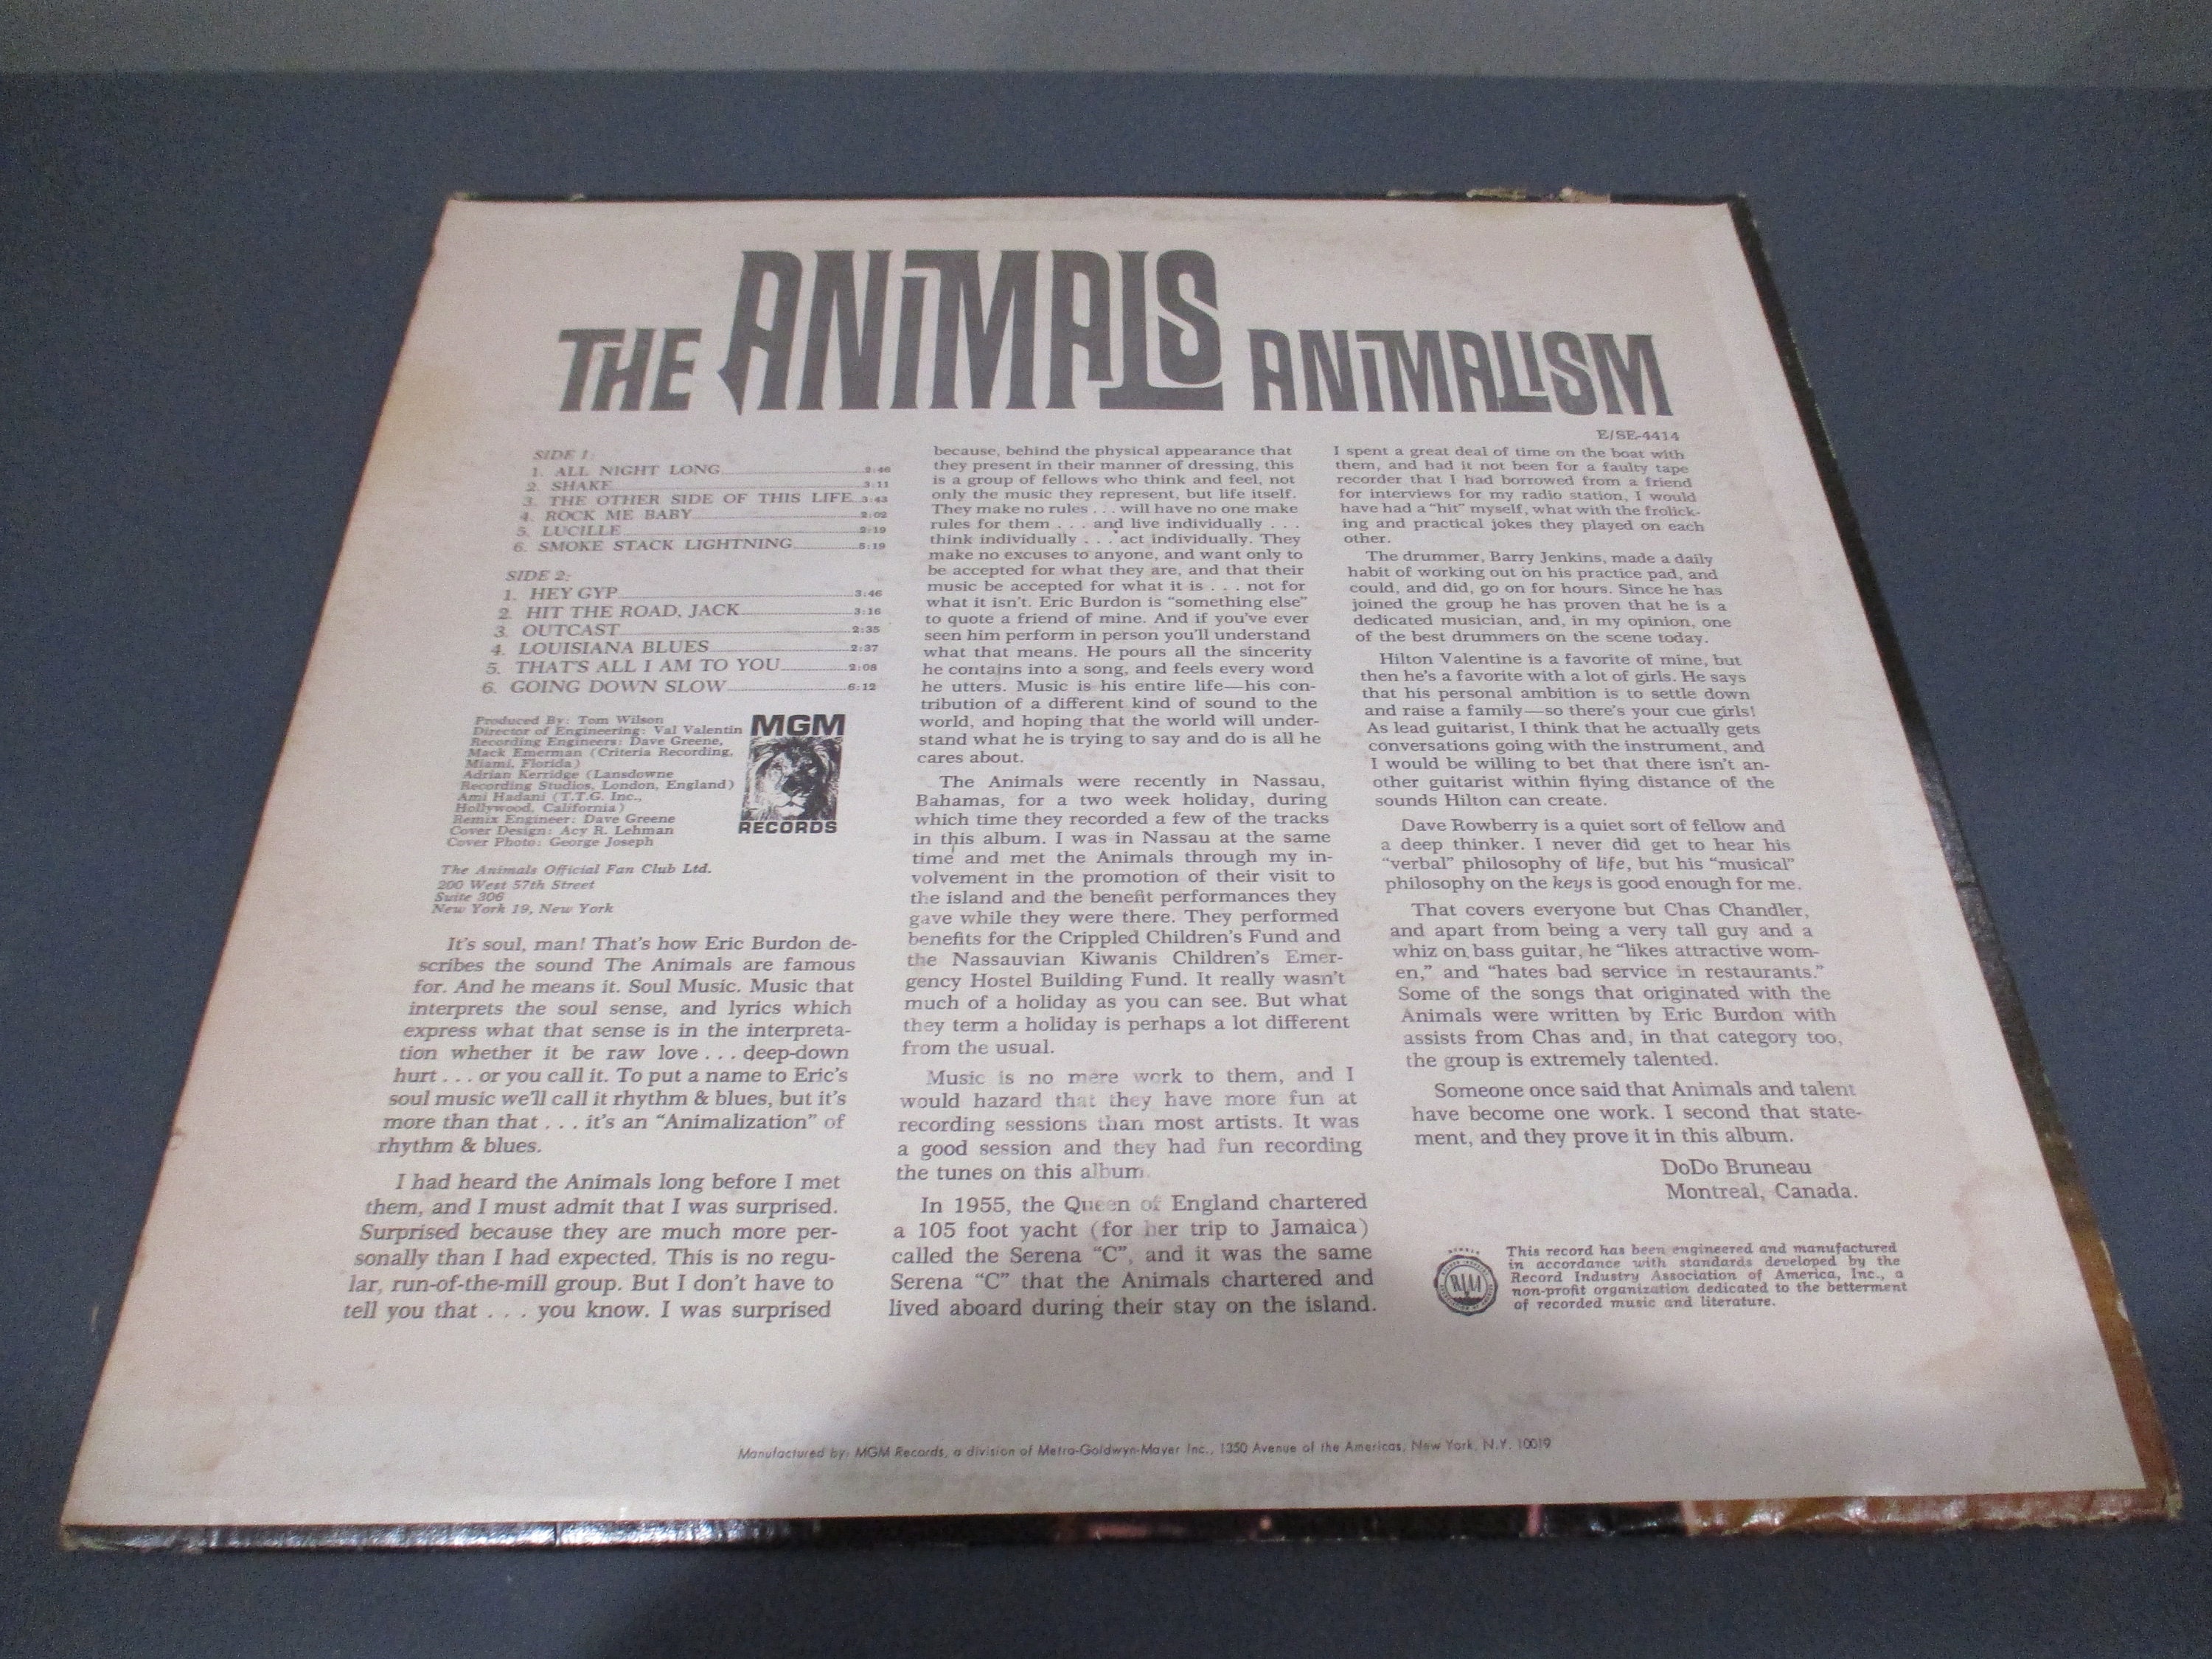 THE ANIMALS ANIMALISM
E/SE-4414
SIDE 1:
1. ALL NIGHT LONG 2:46
2. SHAKE 3:11
3. THE OTHER SIDE OF THIS LIFE 3:43
4. ROCK ME BABY 2:02
5. LUCILLE 2:19
6. SMOKE STACK LIGHTNING 5:19
SIDE 2:
1. HEY GYP 3:46
2. HIT THE ROAD, JACK 3:16
3. OUTCAST 2:35
4. LOUISIANA BLUES 2:37
5. THAT'S ALL I AM TO YOU 2:08
6. GOING DOWN SLOW 6:12
Produced By: Tom Wilson
Director of Engineering: Val Valentin
Recording Engineers: Dave Greene,
Mack Emerman (Criteria Recording,
Miami, Florida)
Adrian Kerridge (Lansdowne
Recording Studios, London, England)
Ami Hadani (T.T.G. Inc.,
Hollywood, California)
Remix Engineer: Dave Greene
Cover Design: Acy R. Lehman
Cover Photo: George Joseph
MGM
RECORDS
The Animals Official Fan Club Ltd.
200 West 57th Street
Suite 306
New York 19, New York
It's soul, man! That's how Eric Burdon de-
scribes the sound The Animals are famous
for. And he means it. Soul Music. Music that
interprets the soul sense, and lyrics which
express what that sense is in the interpreta-
tion whether it be raw love . . . deep-down
hurt . . . or you call it. To put a name to Eric's
soul music we'll call it rhythm & blues, but it's
more than that . . . it's an "Animalization" of
rhythm & blues.
I had heard the Animals long before I met
them, and I must admit that I was surprised.
Surprised because they are much more per-
sonally than I had expected. This is no regu-
lar, run-of-the-mill group. But I don't have to
tell you that . . . you know. I was surprised
because, behind the physical appearance that
they present in their manner of dressing, this
is a group of fellows who think and feel, not
only the music they represent, but life itself.
They make no rules . . . will have no one make
rules for them . . . and live individually . . .
think individually . . . act individually. They
make no excuses to anyone, and want only to
be accepted for what they are, and that their
music be accepted for what it is . . . not for
what it isn't. Eric Burdon is "something else"
to quote a friend of mine. And if you've ever
seen him perform in person you'll understand
what that means. He pours all the sincerity
he contains into a song, and feels every word
he utters. Music is his entire life—his con-
tribution of a different kind of sound to the
world, and hoping that the world will under-
stand what he is trying to say and do is all he
cares about.
The Animals were recently in Nassau,
Bahamas, for a two week holiday, during
which time they recorded a few of the tracks
in this album. I was in Nassau at the same
time and met the Animals through my in-
volvement in the promotion of their visit to
the island and the benefit performances they
gave while they were there. They performed
benefits for the Crippled Children's Fund and
the Nassauvian Kiwanis Children's Emer-
gency Hostel Building Fund. It really wasn't
much of a holiday as you can see. But what
they term a holiday is perhaps a lot different
from the usual.
Music is no mere work to them, and I
would hazard that they have more fun at
recording sessions than most artists. It was
a good session and they had fun recording
the tunes on this album.
In 1955, the Queen of England chartered
a 105 foot yacht (for her trip to Jamaica)
called the Serena "C", and it was the same
Serena "C" that the Animals chartered and
lived aboard during their stay on the island.
I spent a great deal of time on the boat with
them, and had it not been for a faulty tape
recorder that I had borrowed from a friend
for interviews for my radio station, I would
have had a "hit" myself, what with the frolick-
ing and practical jokes they played on each
other.
The drummer, Barry Jenkins, made a daily
habit of working out on his practice pad, and
could, and did, go on for hours. Since he has
joined the group he has proven that he is a
dedicated musician, and, in my opinion, one
of the best drummers on the scene today.
Hilton Valentine is a favorite of mine, but
then he's a favorite with a lot of girls. He says
that his personal ambition is to settle down
and raise a family—so there's your cue girls!
As lead guitarist, I think that he actually gets
conversations going with the instrument, and
I would be willing to bet that there isn't an-
other guitarist within flying distance of the
sounds Hilton can create.
Dave Rowberry is a quiet sort of fellow and
a deep thinker. I never did get to hear his
"verbal" philosophy of life, but his "musical"
philosophy on the keys is good enough for me.
That covers everyone but Chas Chandler,
and apart from being a very tall guy and a
whiz on bass guitar, he "likes attractive wom-
en," and "hates bad service in restaurants."
Some of the songs that originated with the
Animals were written by Eric Burdon with
assists from Chas and, in that category too,
the group is extremely talented.
Someone once said that Animals and talent
have become one work. I second that state-
ment, and they prove it in this album.
DoDo Bruneau
Montreal, Canada.
RIAA
This record has been engineered and manufactured
in accordance with standards developed by the
Record Industry Association of America, Inc., a
non-profit organization dedicated to the betterment
of recorded music and literature.
Manufactured by: MGM Records, a division of Metro-Goldwyn-Mayer Inc., 1350 Avenue of the Americas, New York, N.Y. 10019